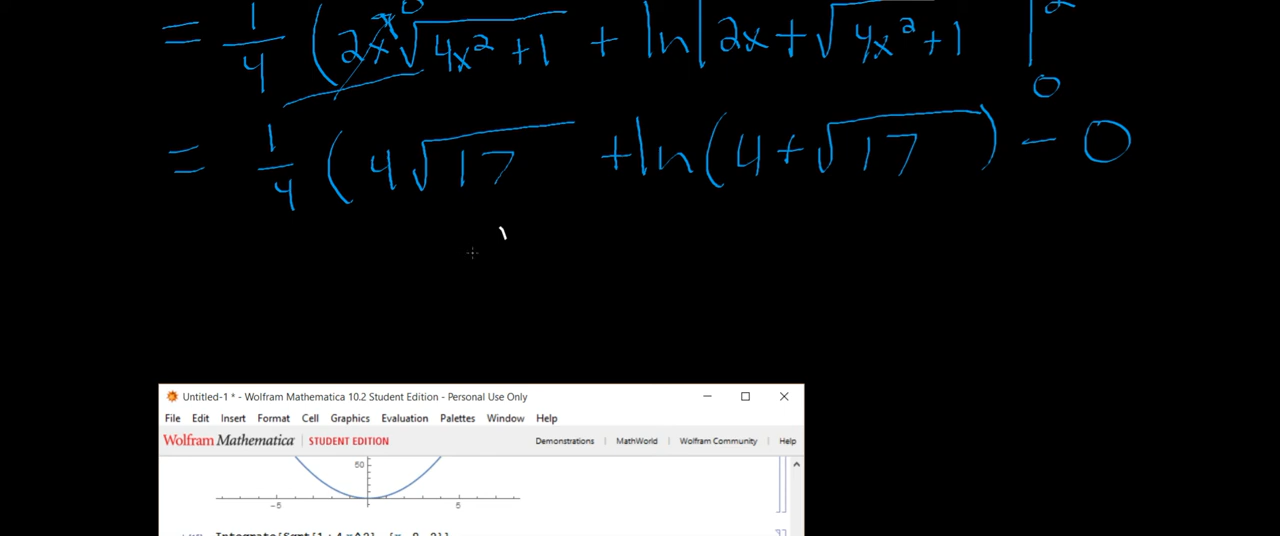 = 1/4 ( 2x √(4x² + 1) + ln | 2x + √(4x² + 1) | 0
= 1/4 ( 4√17 + ln ( 4 + √17 ) - 0
Untitled-1 * - Wolfram Mathematica 10.2 Student Edition - Personal Use Only
File Edit Insert Format Cell Graphics Evaluation Palettes Window Help
Wolfram Mathematica | STUDENT EDITION Demonstrations MathWorld Wolfram Community Help
50
-5 5